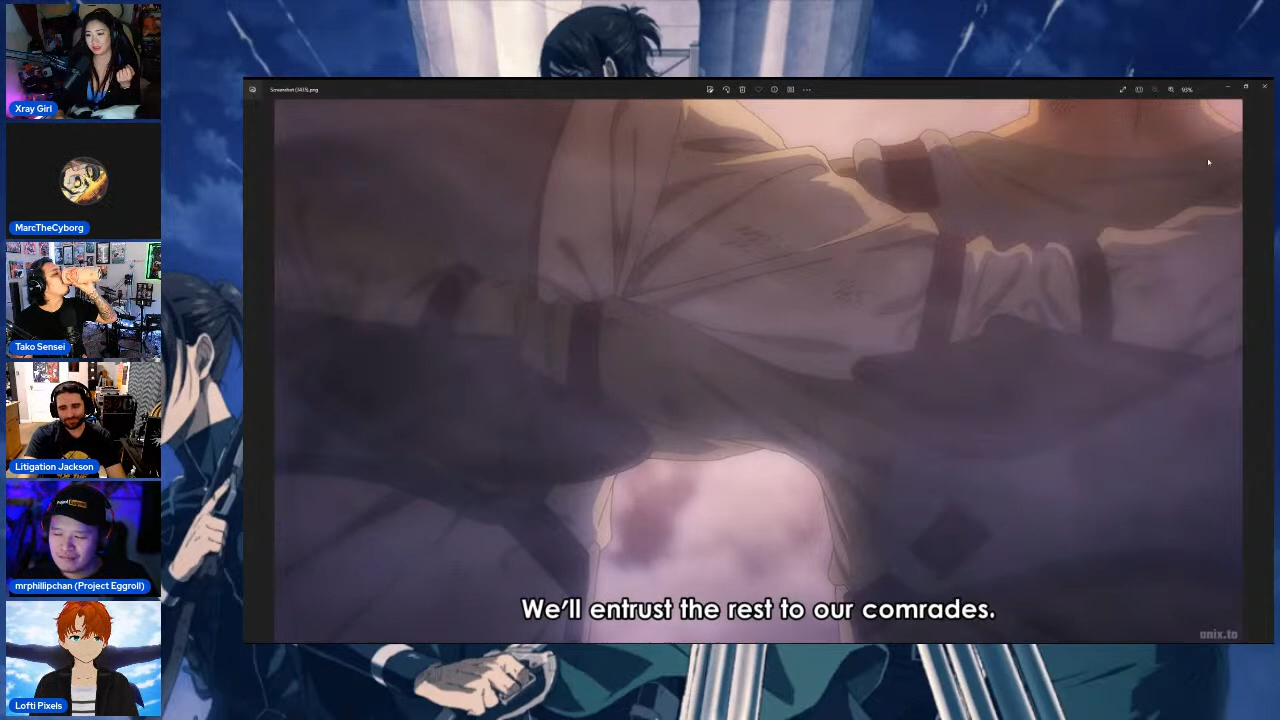 Xray Girl
MarcTheCyborg
Tako Sensei
Litigation Jackson
mrphillipchan (Project Eggroll)
Lofti Pixels
93%
We'll entrust the rest to our comrades.
anix.to